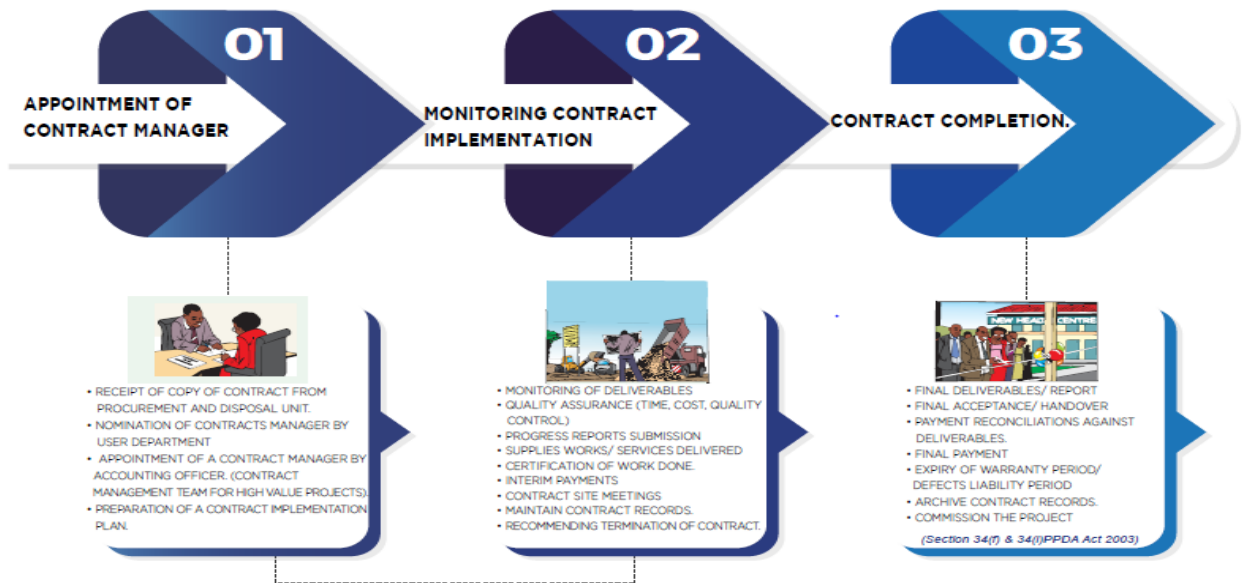 01
APPOINTMENT OF
CONTRACT MANAGER
02
MONITORING CONTRACT
IMPLEMENTATION
03
CONTRACT COMPLETION.
• RECEIPT OF COPY OF CONTRACT FROM
PROCUREMENT AND DISPOSAL UNIT.
• NOMINATION OF CONTRACTS MANAGER BY
USER DEPARTMENT
• APPOINTMENT OF A CONTRACT MANAGER BY
ACCOUNTING OFFICER. (CONTRACT
MANAGEMENT TEAM FOR HIGH VALUE PROJECTS).
• PREPARATION OF A CONTRACT IMPLEMENTATION
PLAN.
• MONITORING OF DELIVERABLES
• QUALITY ASSURANCE (TIME, COST, QUALITY
CONTROL)
• PROGRESS REPORTS SUBMISSION
• SUPPLIES WORKS/ SERVICES DELIVERED
• CERTIFICATION OF WORK DONE.
• INTERIM PAYMENTS
• CONTRACT SITE MEETINGS
• MAINTAIN CONTRACT RECORDS.
• RECOMMENDING TERMINATION OF CONTRACT.
NEW HEALTH CENTRE
• FINAL DELIVERABLES/ REPORT
• FINAL ACCEPTANCE/ HANDOVER
• PAYMENT RECONCILIATIONS AGAINST
DELIVERABLES.
• FINAL PAYMENT
• EXPIRY OF WARRANTY PERIOD/
DEFECTS LIABILITY PERIOD
• ARCHIVE CONTRACT RECORDS.
• COMMISSION THE PROJECT
(Section 34(f) & 34(l)PPDA Act 2003)